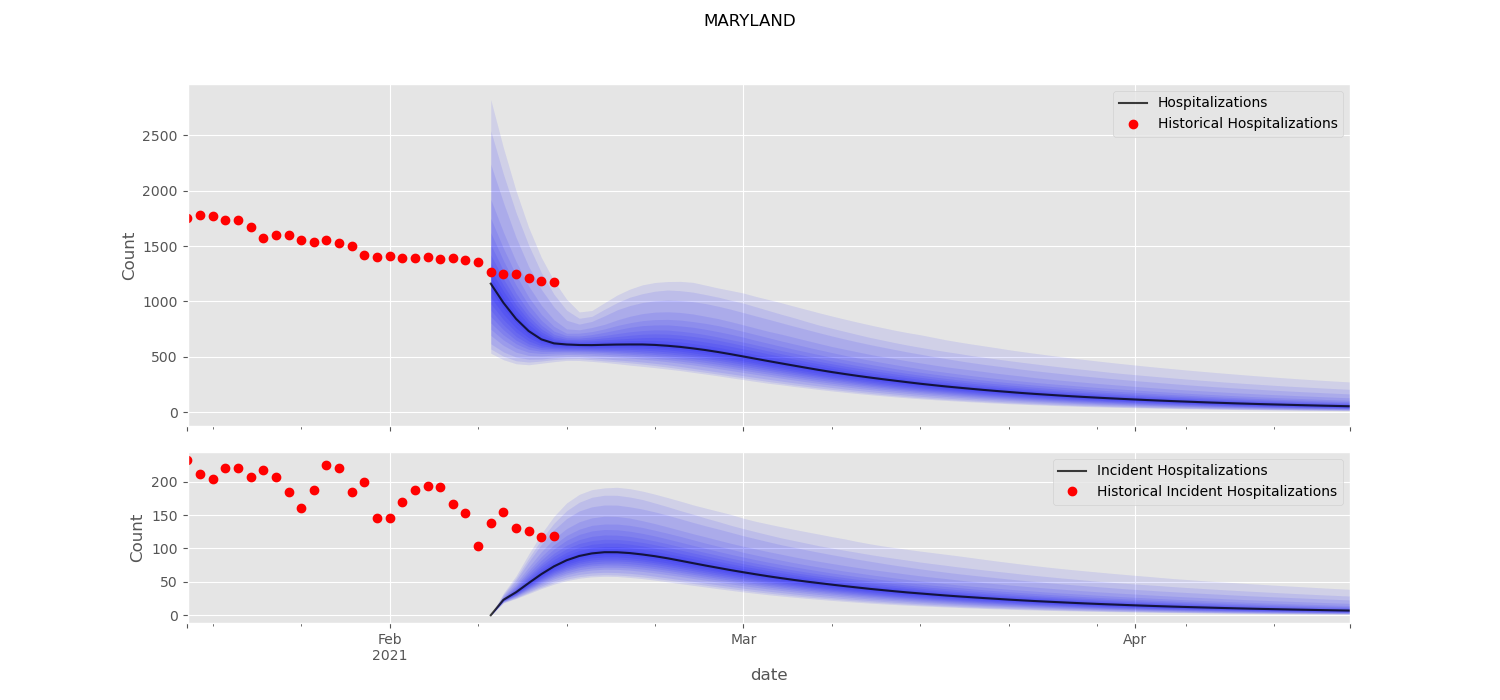 MARYLAND
Hospitalizations
Historical Hospitalizations
Count
2500
2000
1500
1000
500
0
Incident Hospitalizations
Historical Incident Hospitalizations
Count
200
150
100
50
0
Feb
2021
Mar
Apr
date